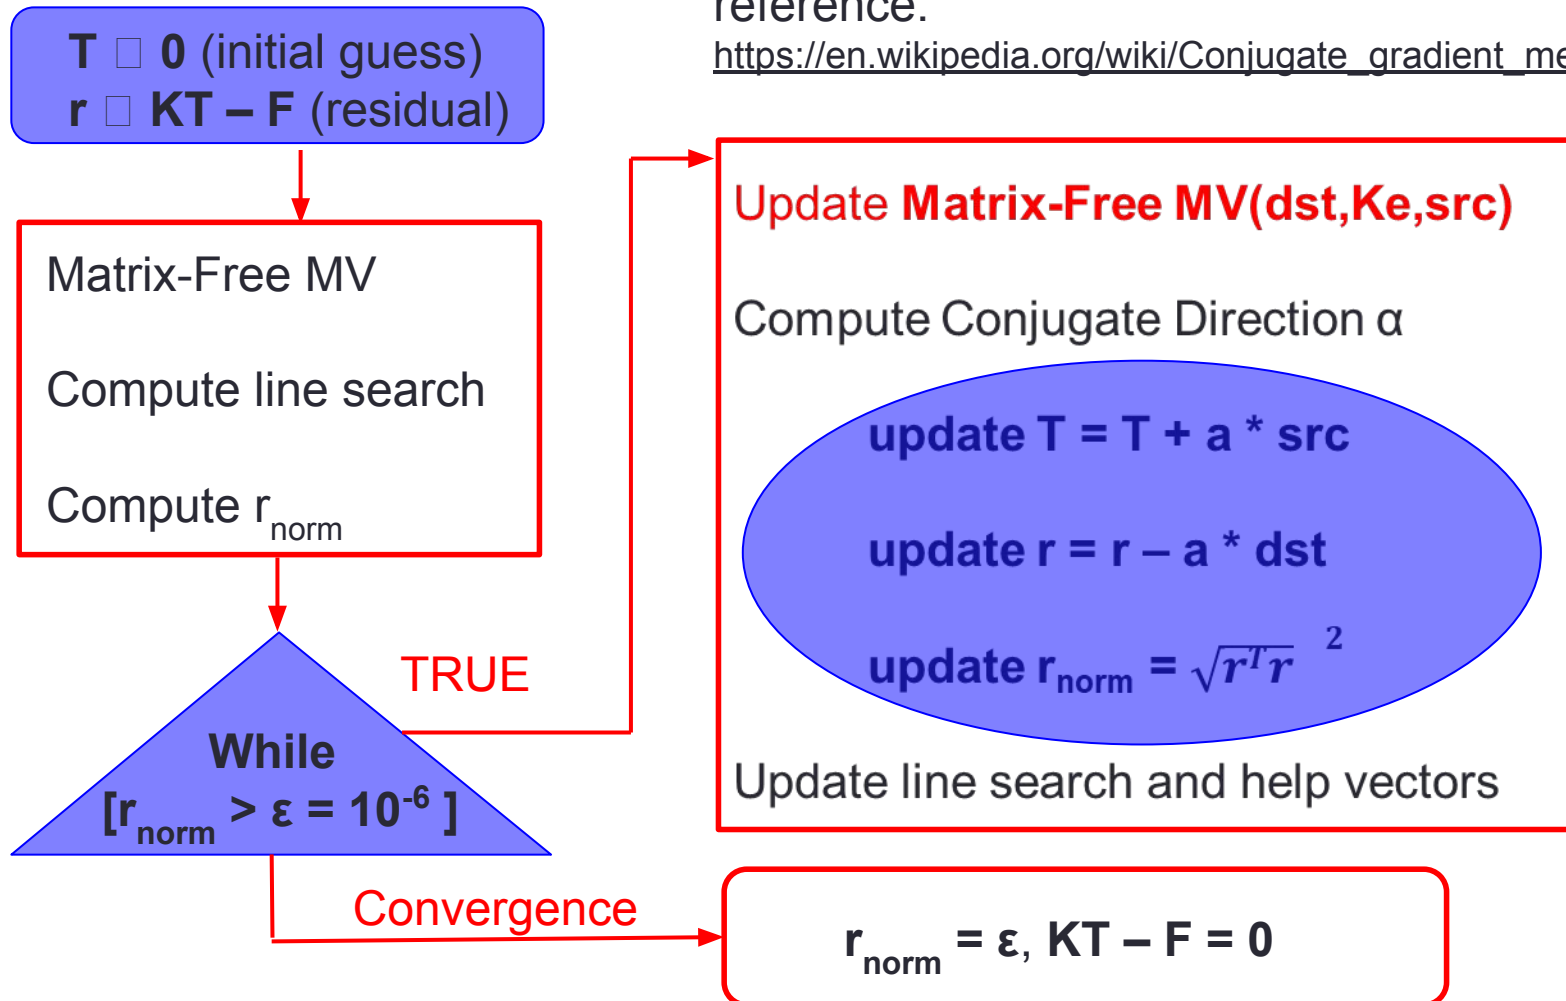 reference.
https://en.wikipedia.org/wiki/Conjugate_gradient_me
T □ 0 (initial guess)
r □ KT – F (residual)
Matrix-Free MV
Compute line search
Compute r_norm
While
[r_norm > ε = 10^-6 ]
TRUE
Convergence
Update Matrix-Free MV(dst,Ke,src)
Compute Conjugate Direction α
update T = T + a * src
update r = r – a * dst
update r_norm = √r^T r ^2
Update line search and help vectors
r_norm = ε, KT – F = 0